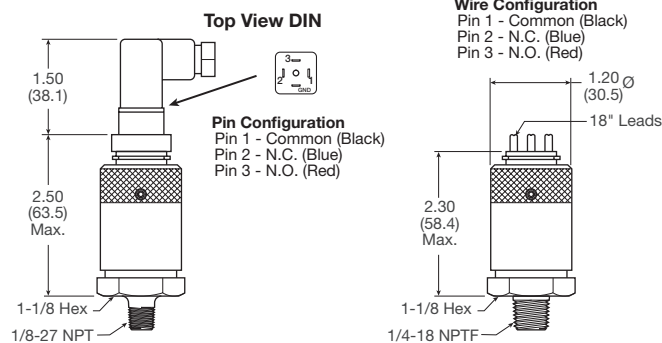 Top View DIN
3
2
1
GND
1.50
(38.1)
Pin Configuration
Pin 1 - Common (Black)
Pin 2 - N.C. (Blue)
Pin 3 - N.O. (Red)
2.50
(63.5)
Max.
1-1/8 Hex
1/8-27 NPT
Wire Configuration
Pin 1 - Common (Black)
Pin 2 - N.C. (Blue)
Pin 3 - N.O. (Red)
1.20 Ø
(30.5)
18" Leads
2.30
(58.4)
Max.
1-1/8 Hex
1/4-18 NPTF